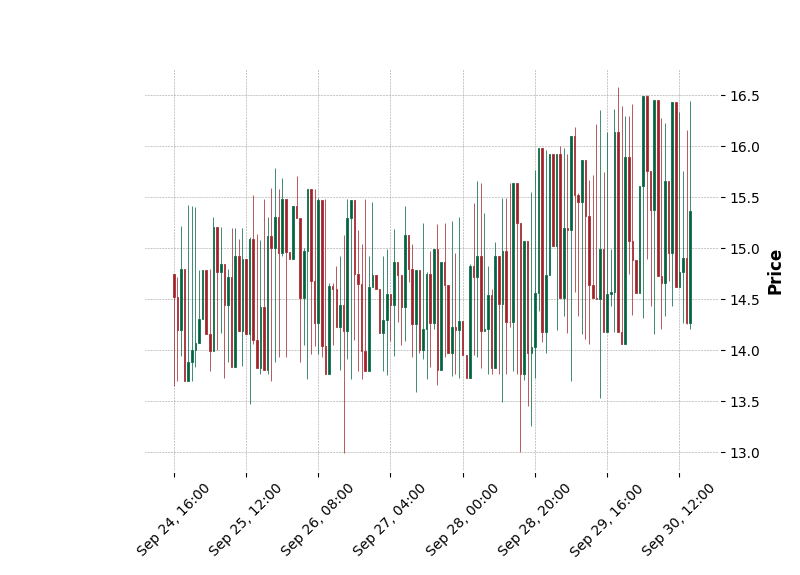 16.5
16.0
15.5
15.0
14.5
14.0
13.5
13.0
Price
Sep 24, 16:00
Sep 25, 12:00
Sep 26, 08:00
Sep 27, 04:00
Sep 28, 00:00
Sep 28, 20:00
Sep 29, 16:00
Sep 30, 12:00